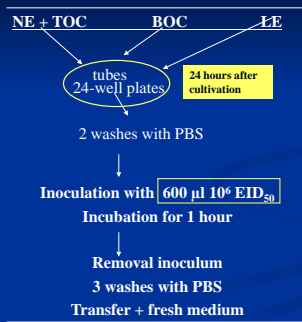 NE + TOC BOC LE
tubes
24-well plates
24 hours after
cultivation
2 washes with PBS
Inoculation with 600 µl 10⁶ EID₅₀
Incubation for 1 hour
Removal inoculum
3 washes with PBS
Transfer + fresh medium